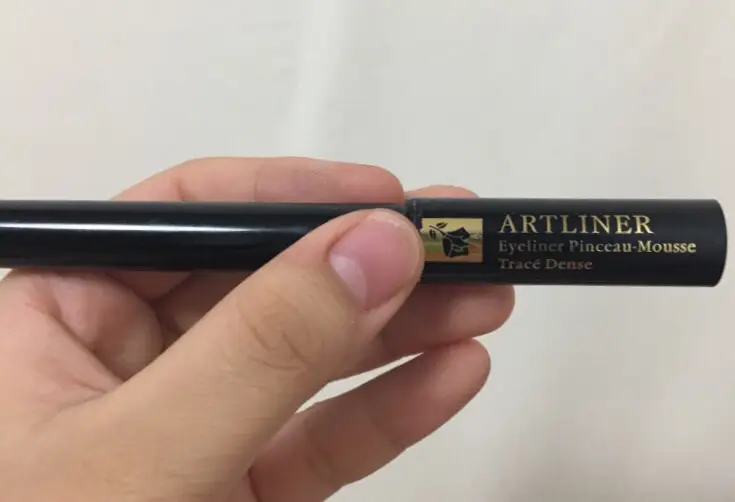 ARTLINER
Eyeliner Pinceau-Mousse
Tracé Dense